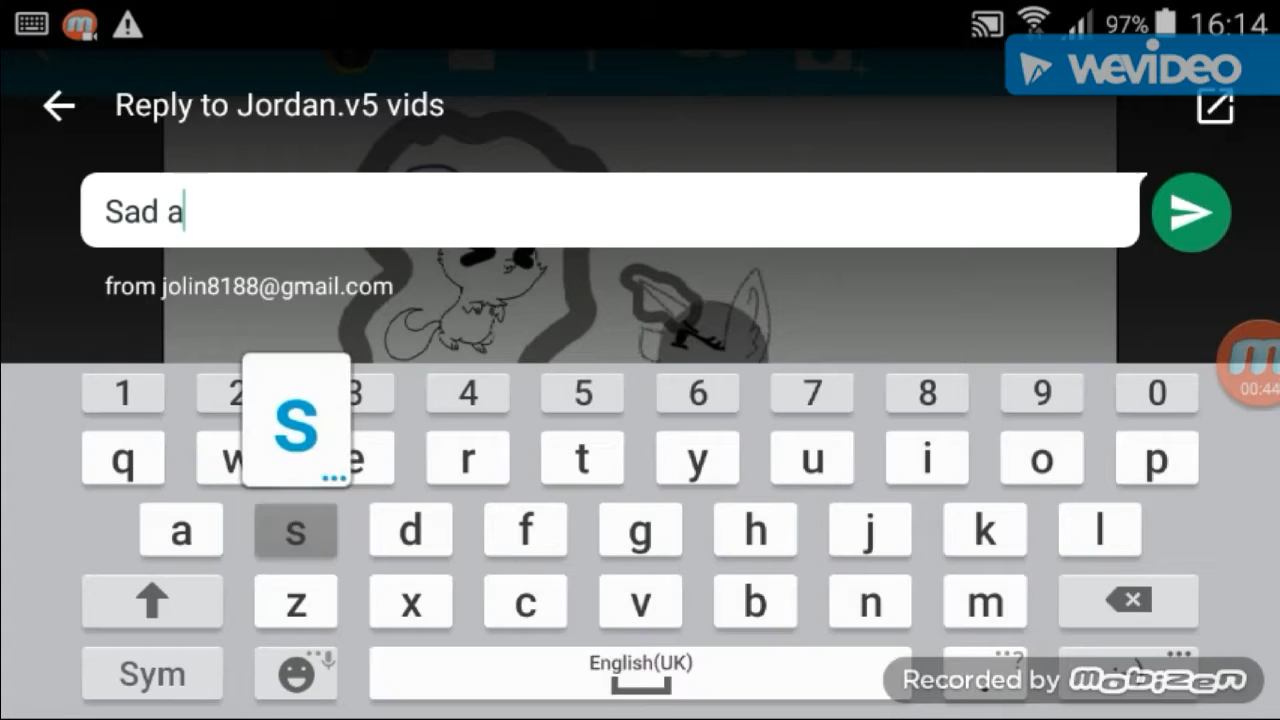 97% 16:14
WEVIDEO
Reply to Jordan.v5 vids
Sad a
from jolin8188@gmail.com
00:44
1 2 3 4 5 6 7 8 9 0
S
q w e r t y u i o p
a s d f g h j k l
z x c v b n m
Sym English(UK)
Recorded by mobizen